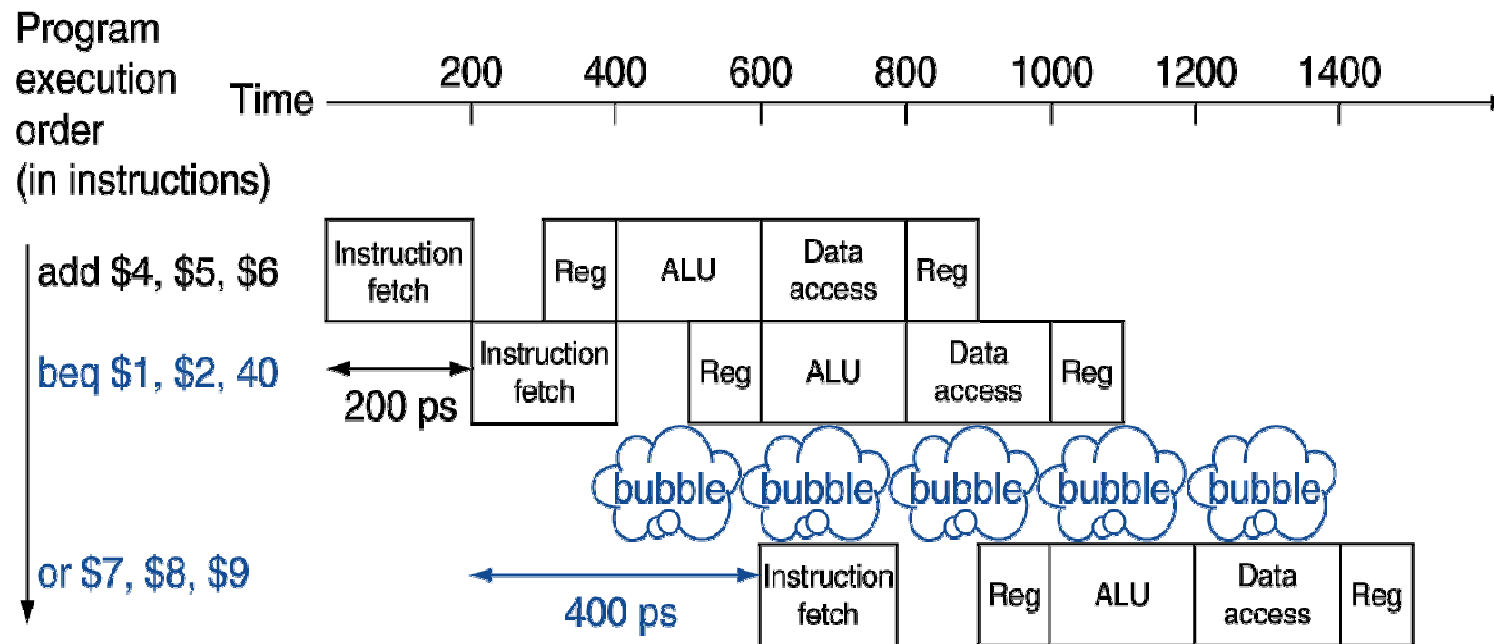 Program
execution
order
(in instructions)
Time
200 400 600 800 1000 1200 1400
add $4, $5, $6
Instruction
fetch
Reg
ALU
Data
access
Reg
beq $1, $2, 40
200 ps
Instruction
fetch
Reg
ALU
Data
access
Reg
bubble bubble bubble bubble bubble
or $7, $8, $9
400 ps
Instruction
fetch
Reg
ALU
Data
access
Reg